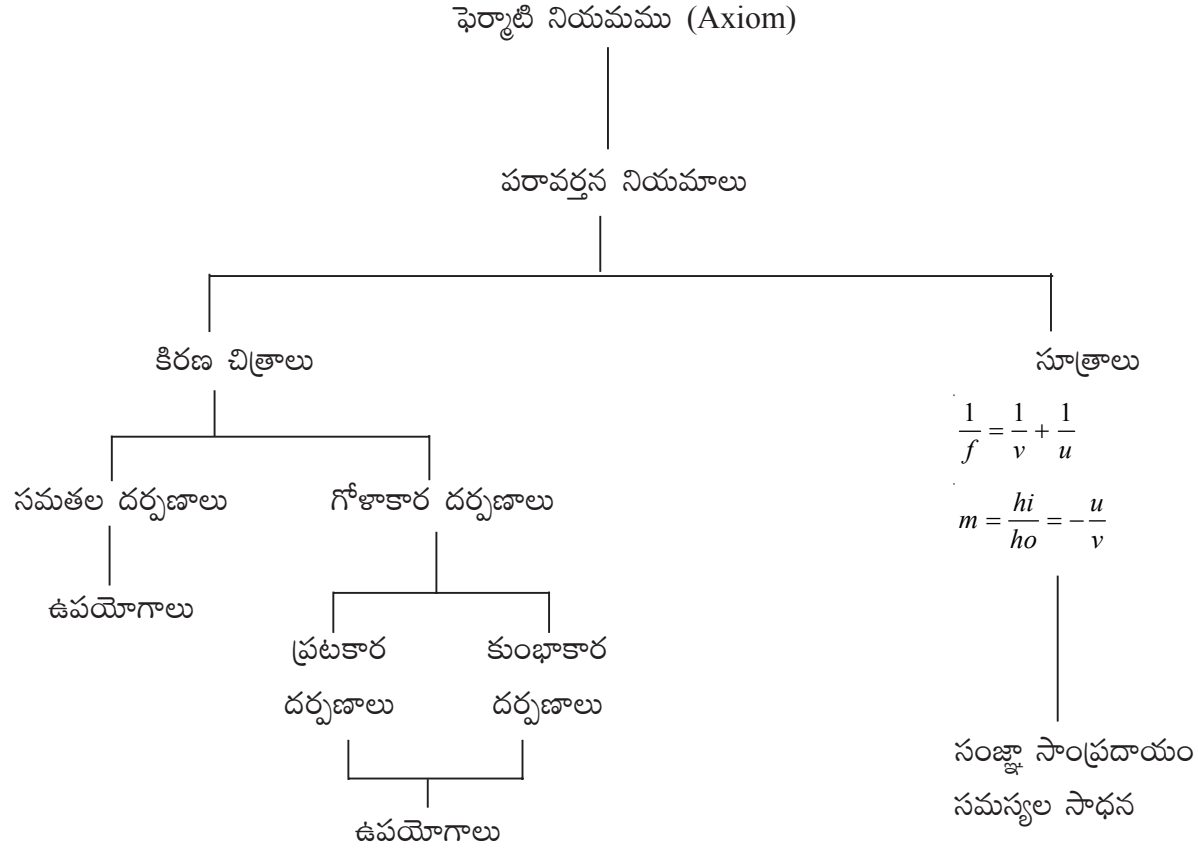 ఫెర్మాటి నియమము (Axiom)
పరావర్తన నియమాలు
కిరణ చిత్రాలు
సూత్రాలు
1/f = 1/v + 1/u
m = hi/ho = -u/v
సమతల దర్పణాలు
గోళాకార దర్పణాలు
ఉపయోగాలు
ప్రటకార
దర్పణాలు
కుంభాకార
దర్పణాలు
ఉపయోగాలు
సంజ్ఞా సాంప్రదాయం
సమస్యల సాధన